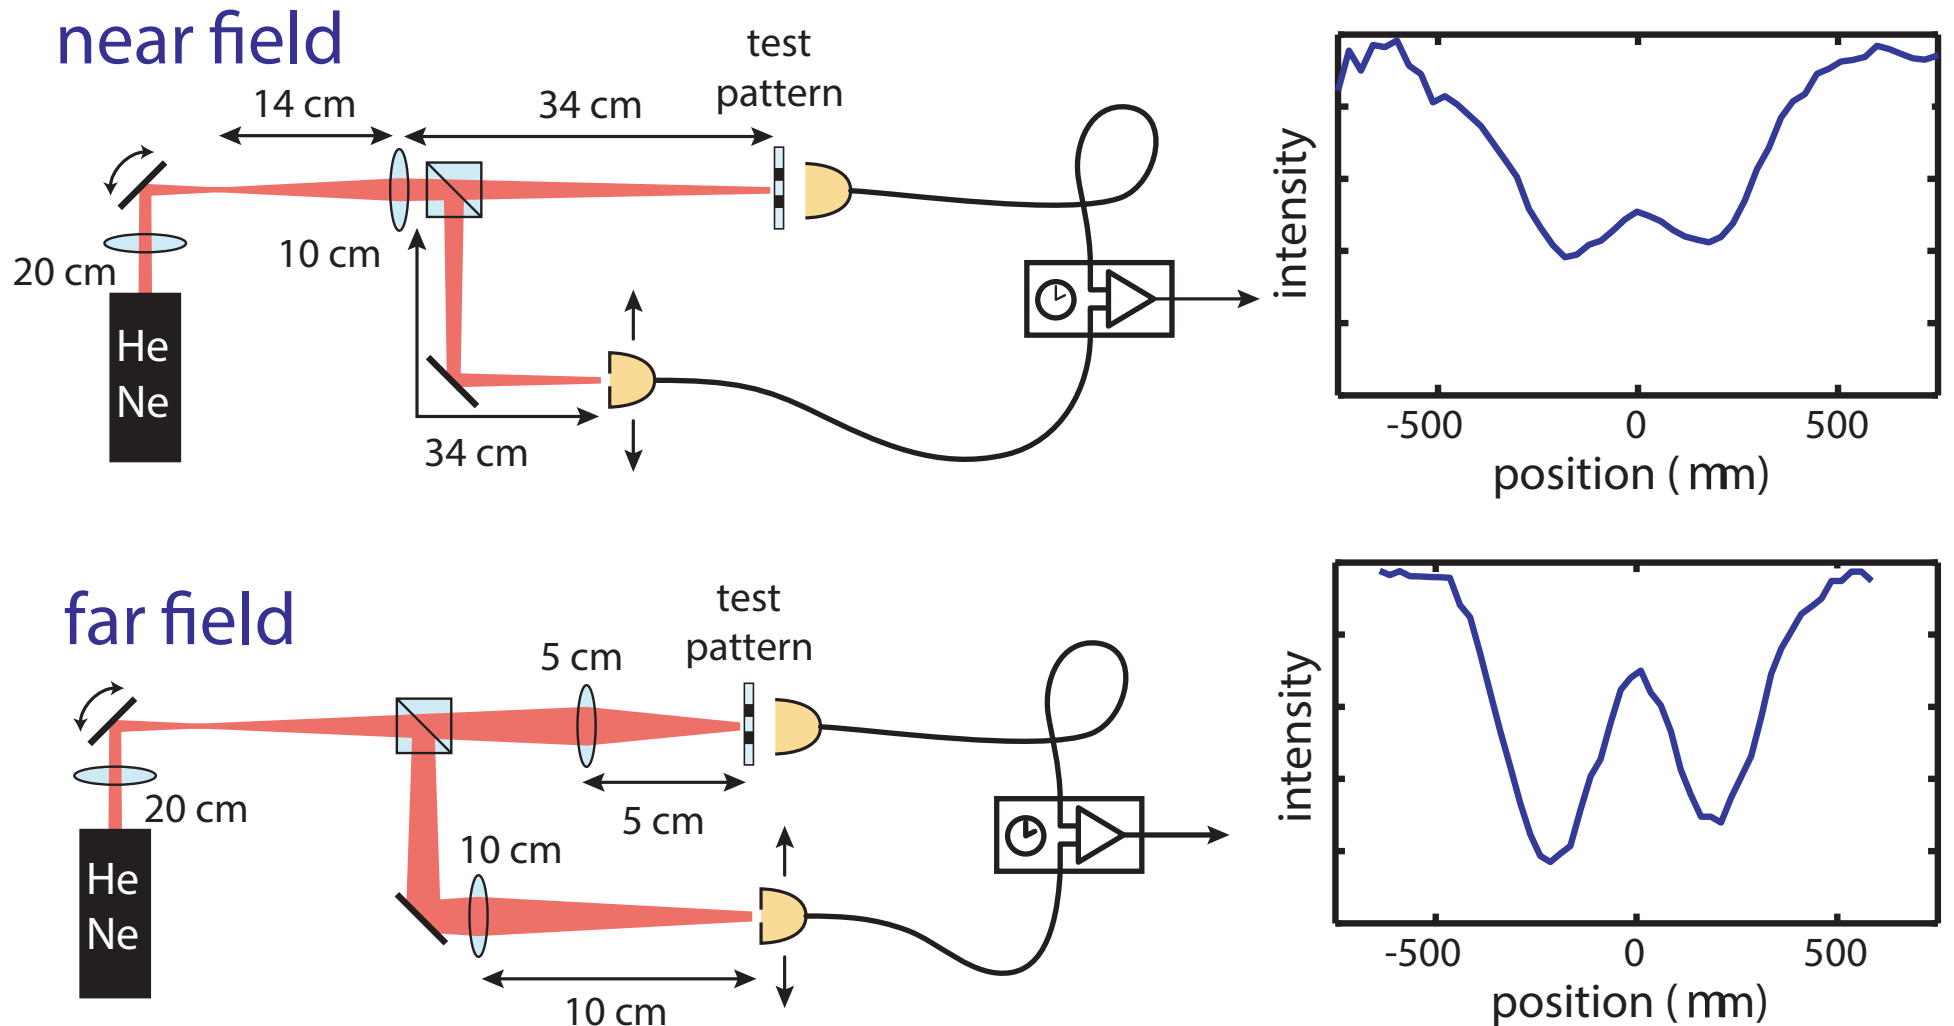 near field
14 cm
34 cm
test
pattern
20 cm
10 cm
He
Ne
34 cm
intensity
-500
0
500
position ( mm)
far field
5 cm
test
pattern
20 cm
5 cm
10 cm
He
Ne
10 cm
intensity
-500
0
500
position ( mm)